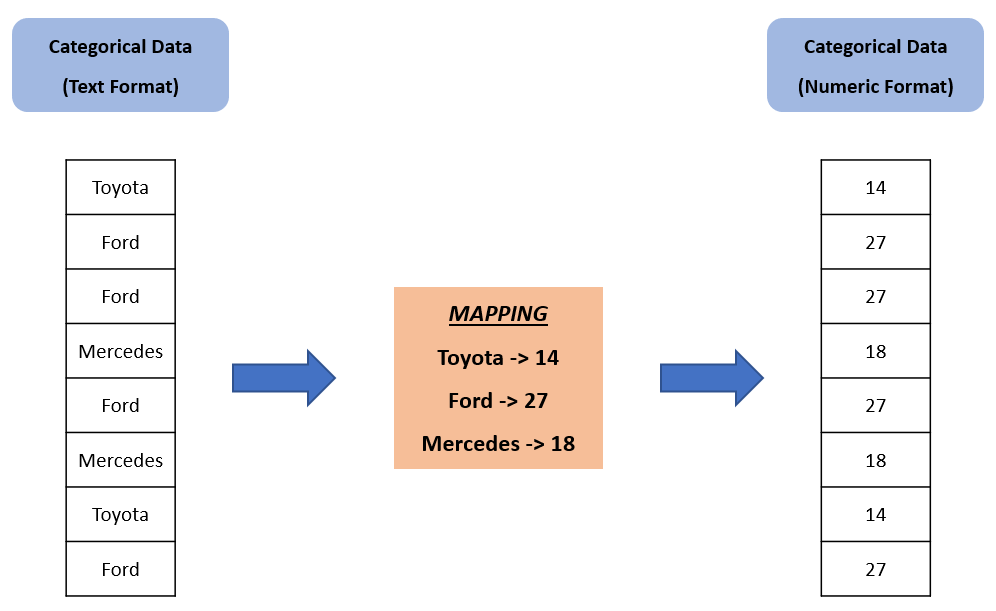 Categorical Data
(Text Format)
Categorical Data
(Numeric Format)
Toyota
Ford
Ford
Mercedes
Ford
Mercedes
Toyota
Ford
MAPPING
Toyota -> 14
Ford -> 27
Mercedes -> 18
14
27
27
18
27
18
14
27